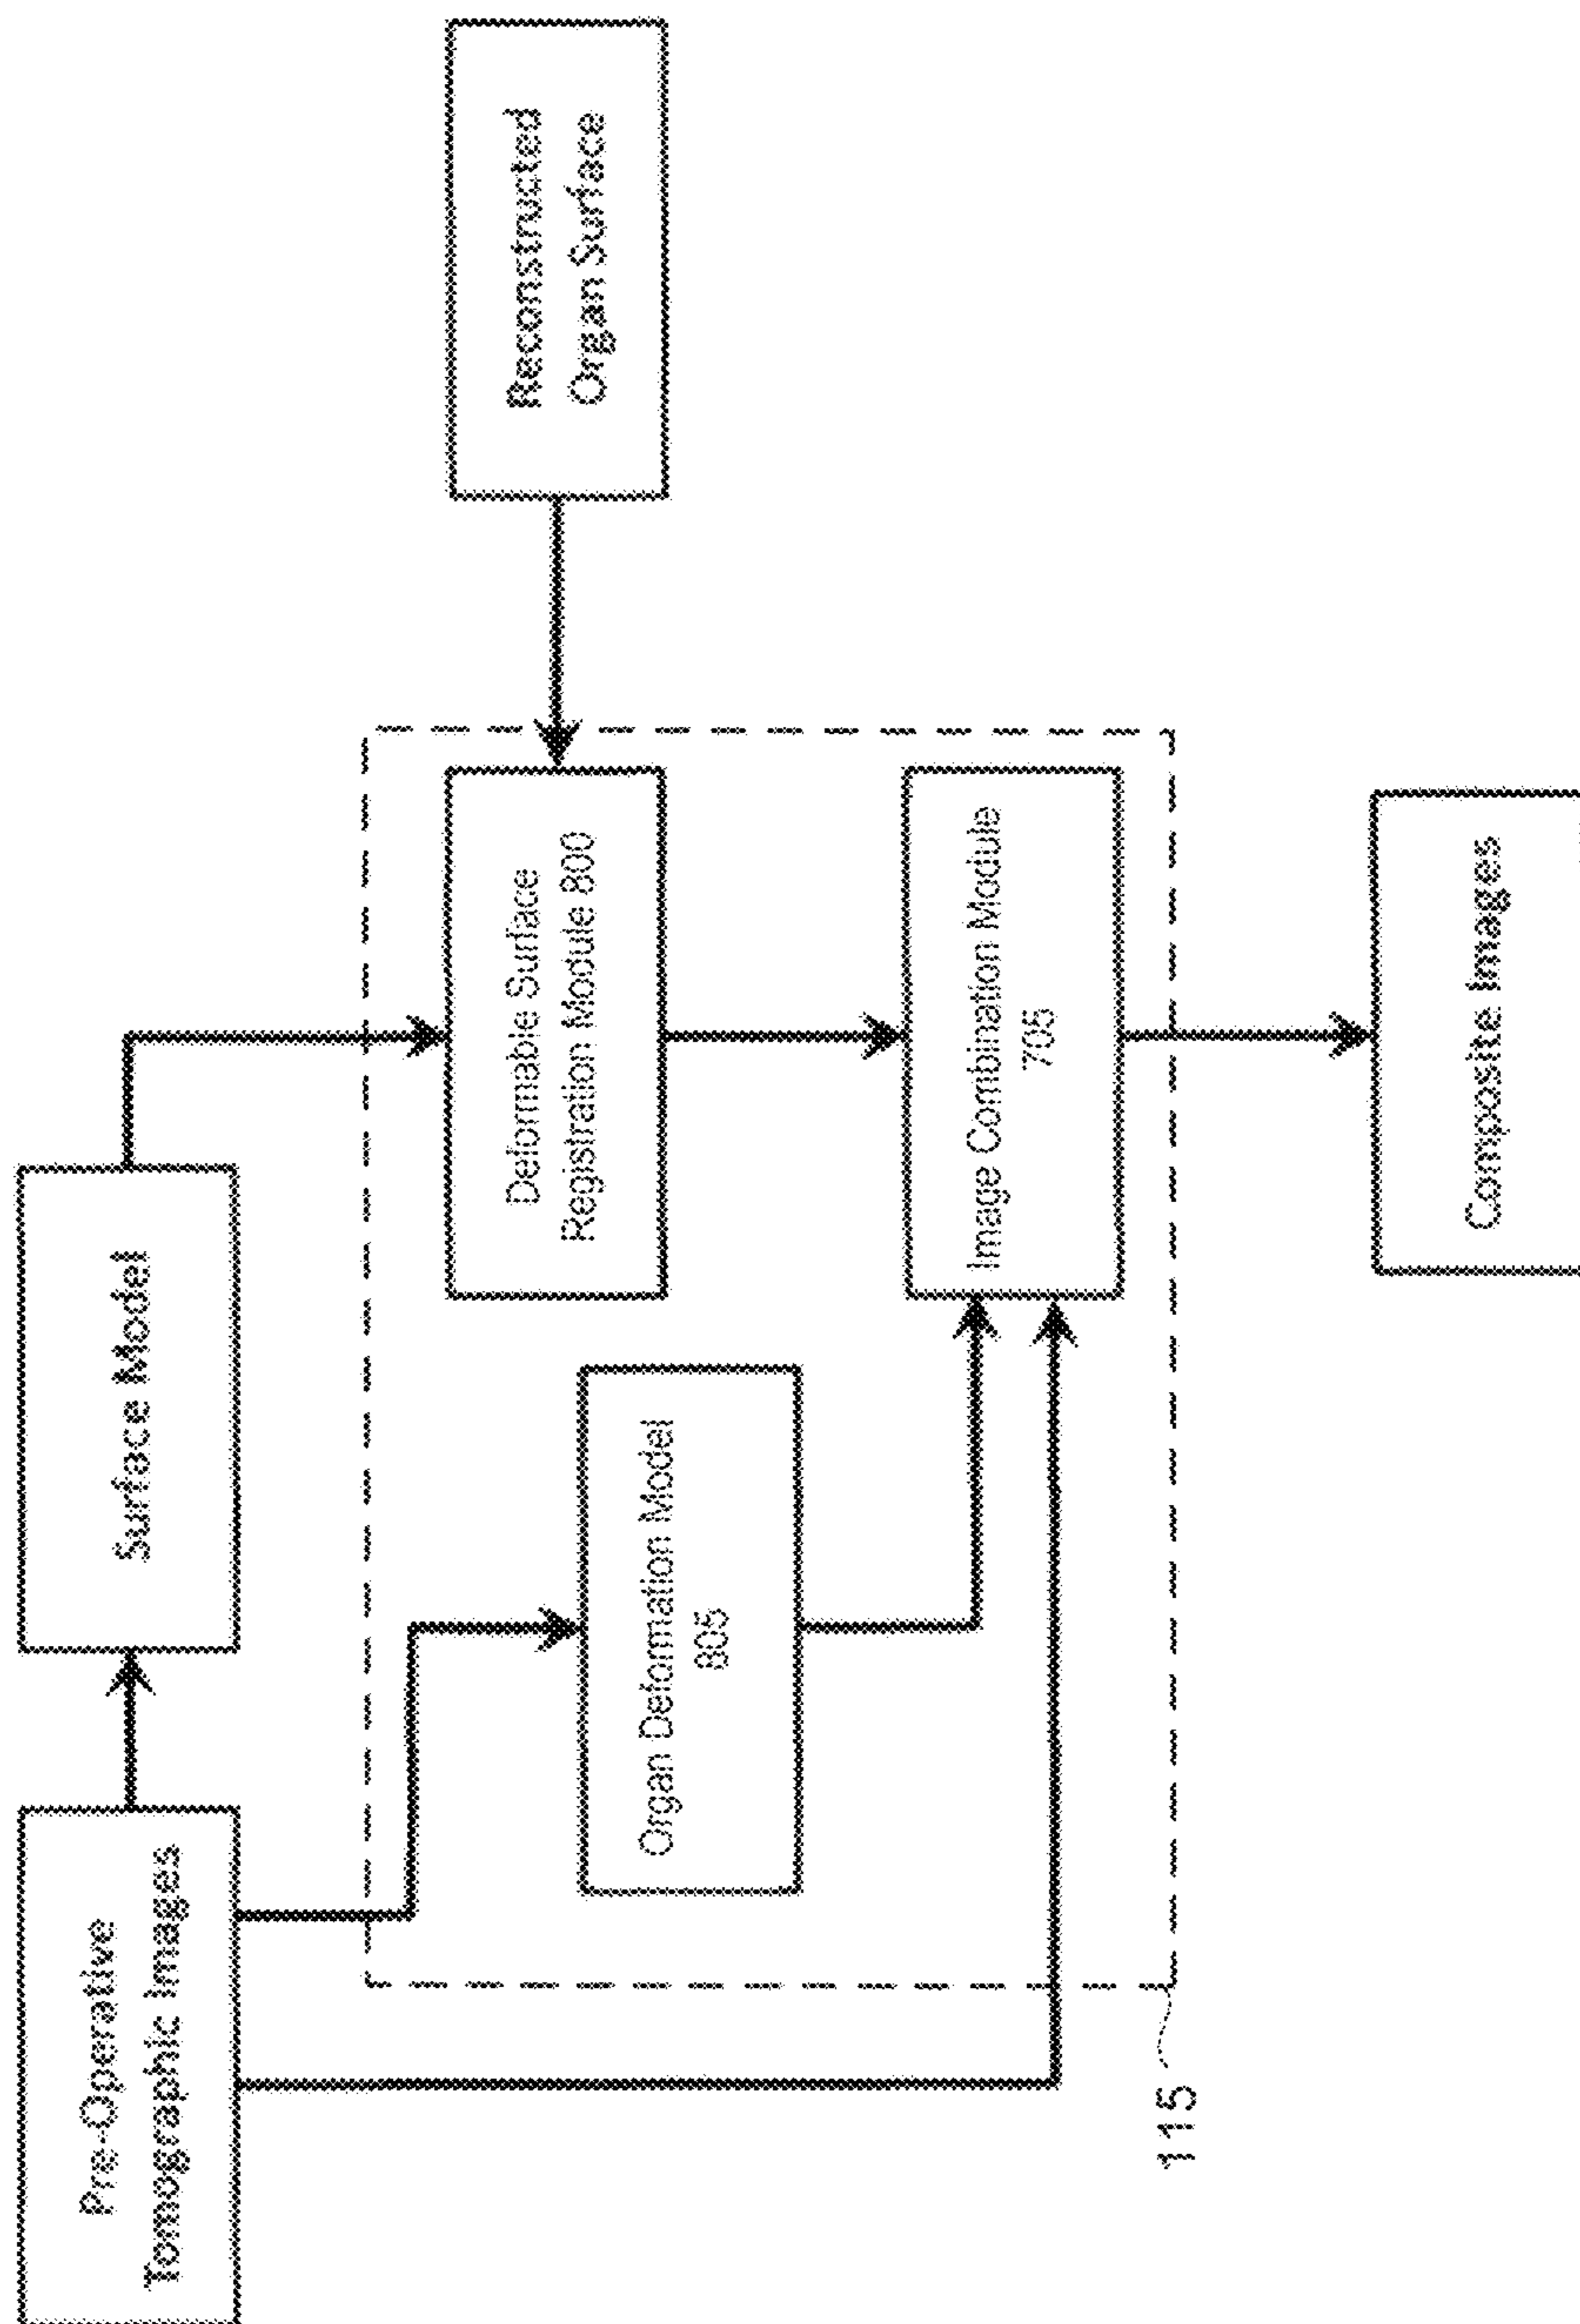 Pre-Operative
Tomographic Images
Surface Model
Organ Deformation Model
805
Deformable Surface
Registration Module 800
Reconstructed
Organ Surface
Image Combination Module
705
Composite Images
115